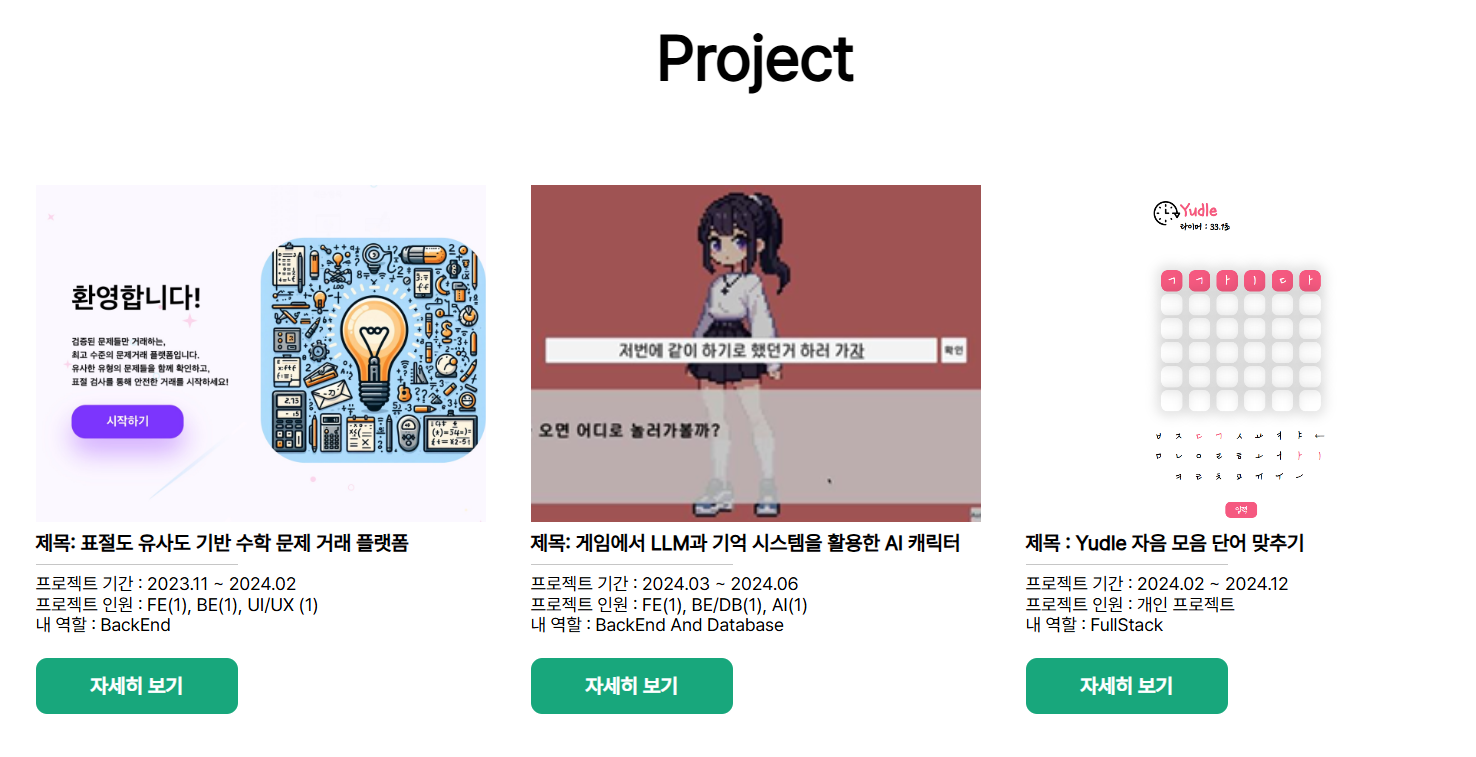 Project
환영합니다!
검증된 문제들만 거래하는,
최고 수준의 문제거래 플랫폼입니다.
유사한 유형의 문제들을 함께 확인하고,
표절 검사를 통해 안전한 거래를 시작하세요!
시작하기
제목: 표절도 유사도 기반 수학 문제 거래 플랫폼
프로젝트 기간 : 2023.11 ~ 2024.02
프로젝트 인원 : FE(1), BE(1), UI/UX (1)
내 역할 : BackEnd
자세히 보기
저번에 같이 하기로 했던거 하러 가자
확인
오면 어디로 놀러가볼까?
제목: 게임에서 LLM과 기억 시스템을 활용한 AI 캐릭터
프로젝트 기간 : 2024.03 ~ 2024.06
프로젝트 인원 : FE(1), BE/DB(1), AI(1)
내 역할 : BackEnd And Database
자세히 보기
Yudle
타이머 : 33.1초
ㄱ ㄱ ㅏ ㅣ ㄷ ㅏ
ㅂ ㅈ ㄷ ㄱ ㅅ ㅛ ㅕ ㅑ ←
ㅁ ㄴ ㅇ ㄹ ㅎ ㅗ ㅓ ㅏ ㅣ
ㅋ ㅌ ㅊ ㅍ ㅠ ㅜ ㅡ
입력
제목 : Yudle 자음 모음 단어 맞추기
프로젝트 기간 : 2024.02 ~ 2024.12
프로젝트 인원 : 개인 프로젝트
내 역할 : FullStack
자세히 보기